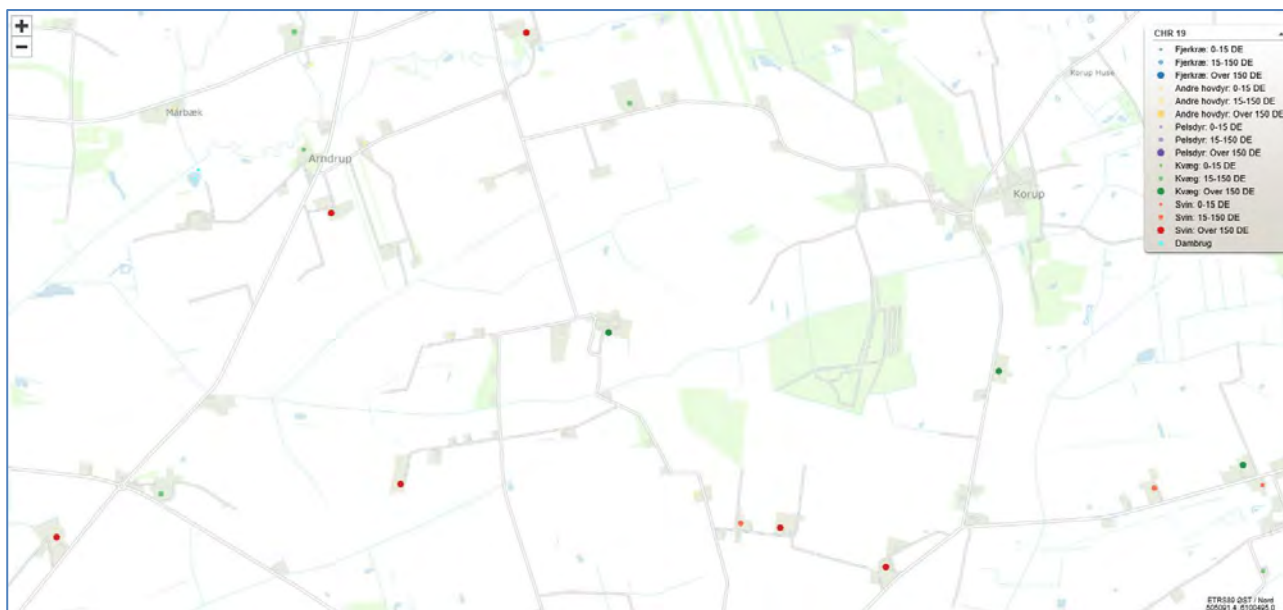 +
−
CHR 19
Fjerkræ: 0-15 DE
Fjerkræ: 15-150 DE
Fjerkræ: Over 150 DE
Andre hovdyr: 0-15 DE
Andre hovdyr: 15-150 DE
Andre hovdyr: Over 150 DE
Pelsdyr: 0-15 DE
Pelsdyr: 15-150 DE
Pelsdyr: Over 150 DE
Kvæg: 0-15 DE
Kvæg: 15-150 DE
Kvæg: Over 150 DE
Svin: 0-15 DE
Svin: 15-150 DE
Svin: Over 150 DE
Dambrug
Korup Huse
Mårbæk
Arndrup
Korup
ETRS89 ØST / Nord